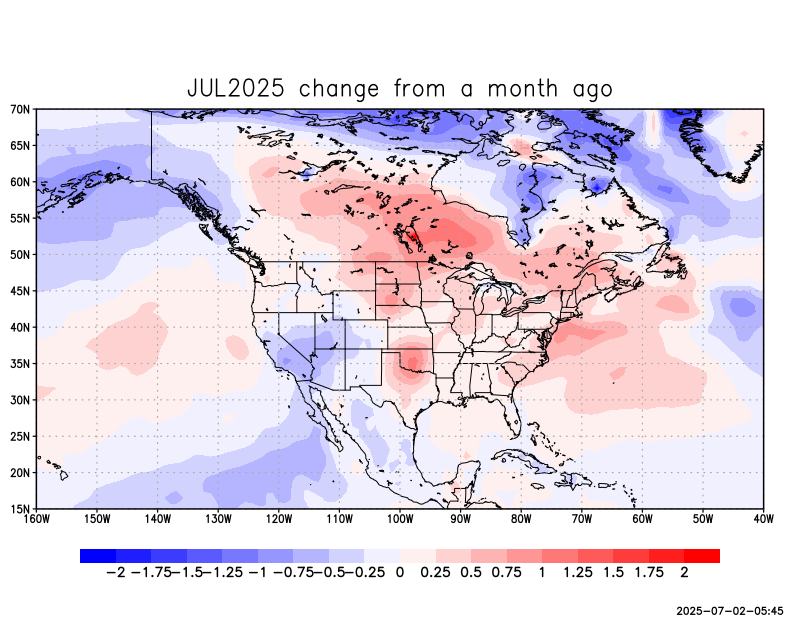 JUL2025 change from a month ago
70N
65N
60N
55N
50N
45N
40N
35N
30N
25N
20N
15N
160W 150W 140W 130W 120W 110W 100W 90W 80W 70W 60W 50W 40W
−2 −1.75 −1.5 −1.25 −1 −0.75 −0.5 −0.25 0 0.25 0.5 0.75 1 1.25 1.5 1.75 2
2025-07-02-05:45